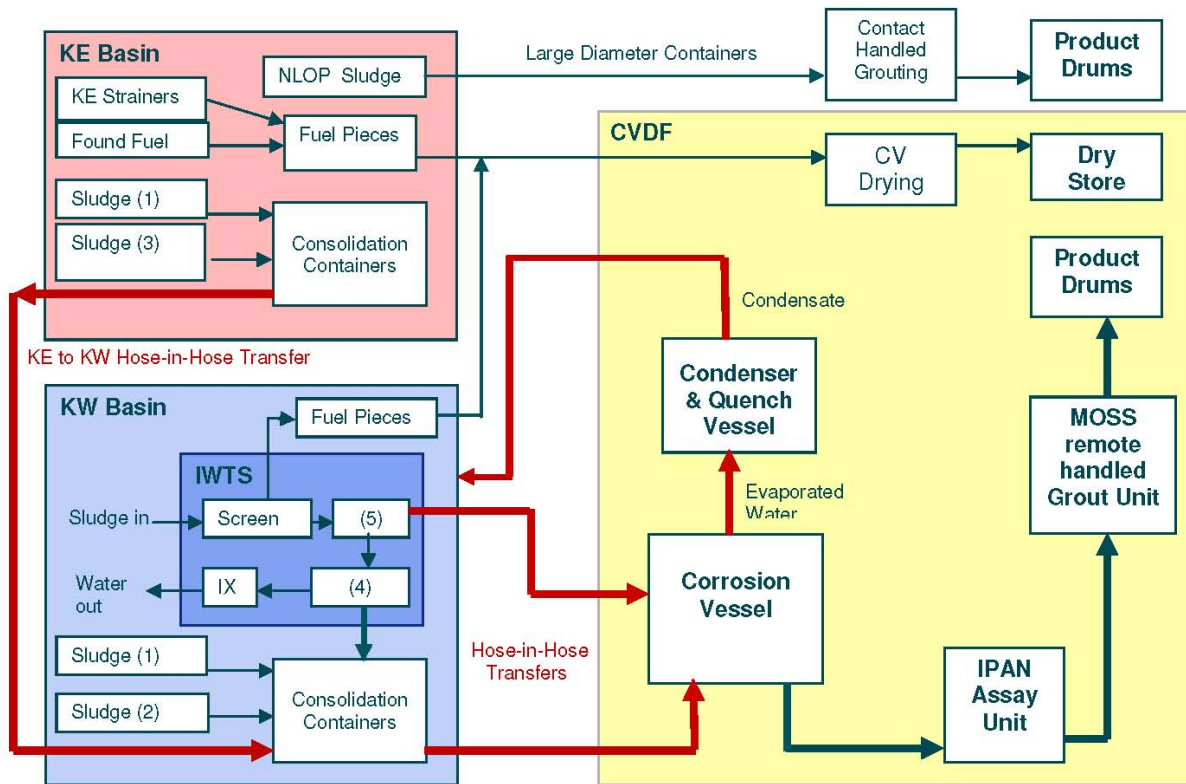 KE Basin
NLOP Sludge
KE Strainers
Found Fuel
Fuel Pieces
Sludge (1)
Sludge (3)
Consolidation
Containers
Large Diameter Containers
Contact
Handled
Grouting
Product
Drums
CVDF
CV
Drying
Dry
Store
Product
Drums
Condensate
KE to KW Hose-in-Hose Transfer
Condenser
& Quench
Vessel
MOSS
remote
handled
Grout Unit
KW Basin
Fuel Pieces
IWTS
Sludge in
Screen
(5)
Evaporated
Water
Water
out
IX
(4)
Corrosion
Vessel
Hose-in-Hose
Transfers
Sludge (1)
Sludge (2)
Consolidation
Containers
IPAN
Assay
Unit